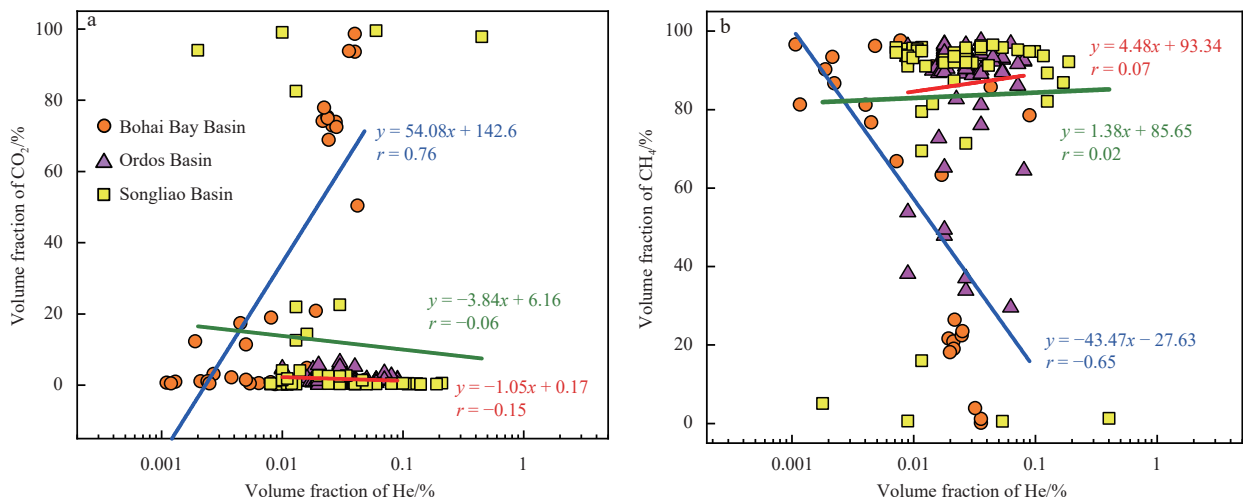 a
100
80
60
40
20
0
Volume fraction of CO₂/%
Bohai Bay Basin
Ordos Basin
Songliao Basin
y = 54.08x + 142.6
r = 0.76
y = −3.84x + 6.16
r = −0.06
y = −1.05x + 0.17
r = −0.15
0.001 0.01 0.1 1
Volume fraction of He/%
b
100
80
60
40
20
0
Volume fraction of CH₄/%
y = 4.48x + 93.34
r = 0.07
y = 1.38x + 85.65
r = 0.02
y = −43.47x − 27.63
r = −0.65
0.001 0.01 0.1 1
Volume fraction of He/%